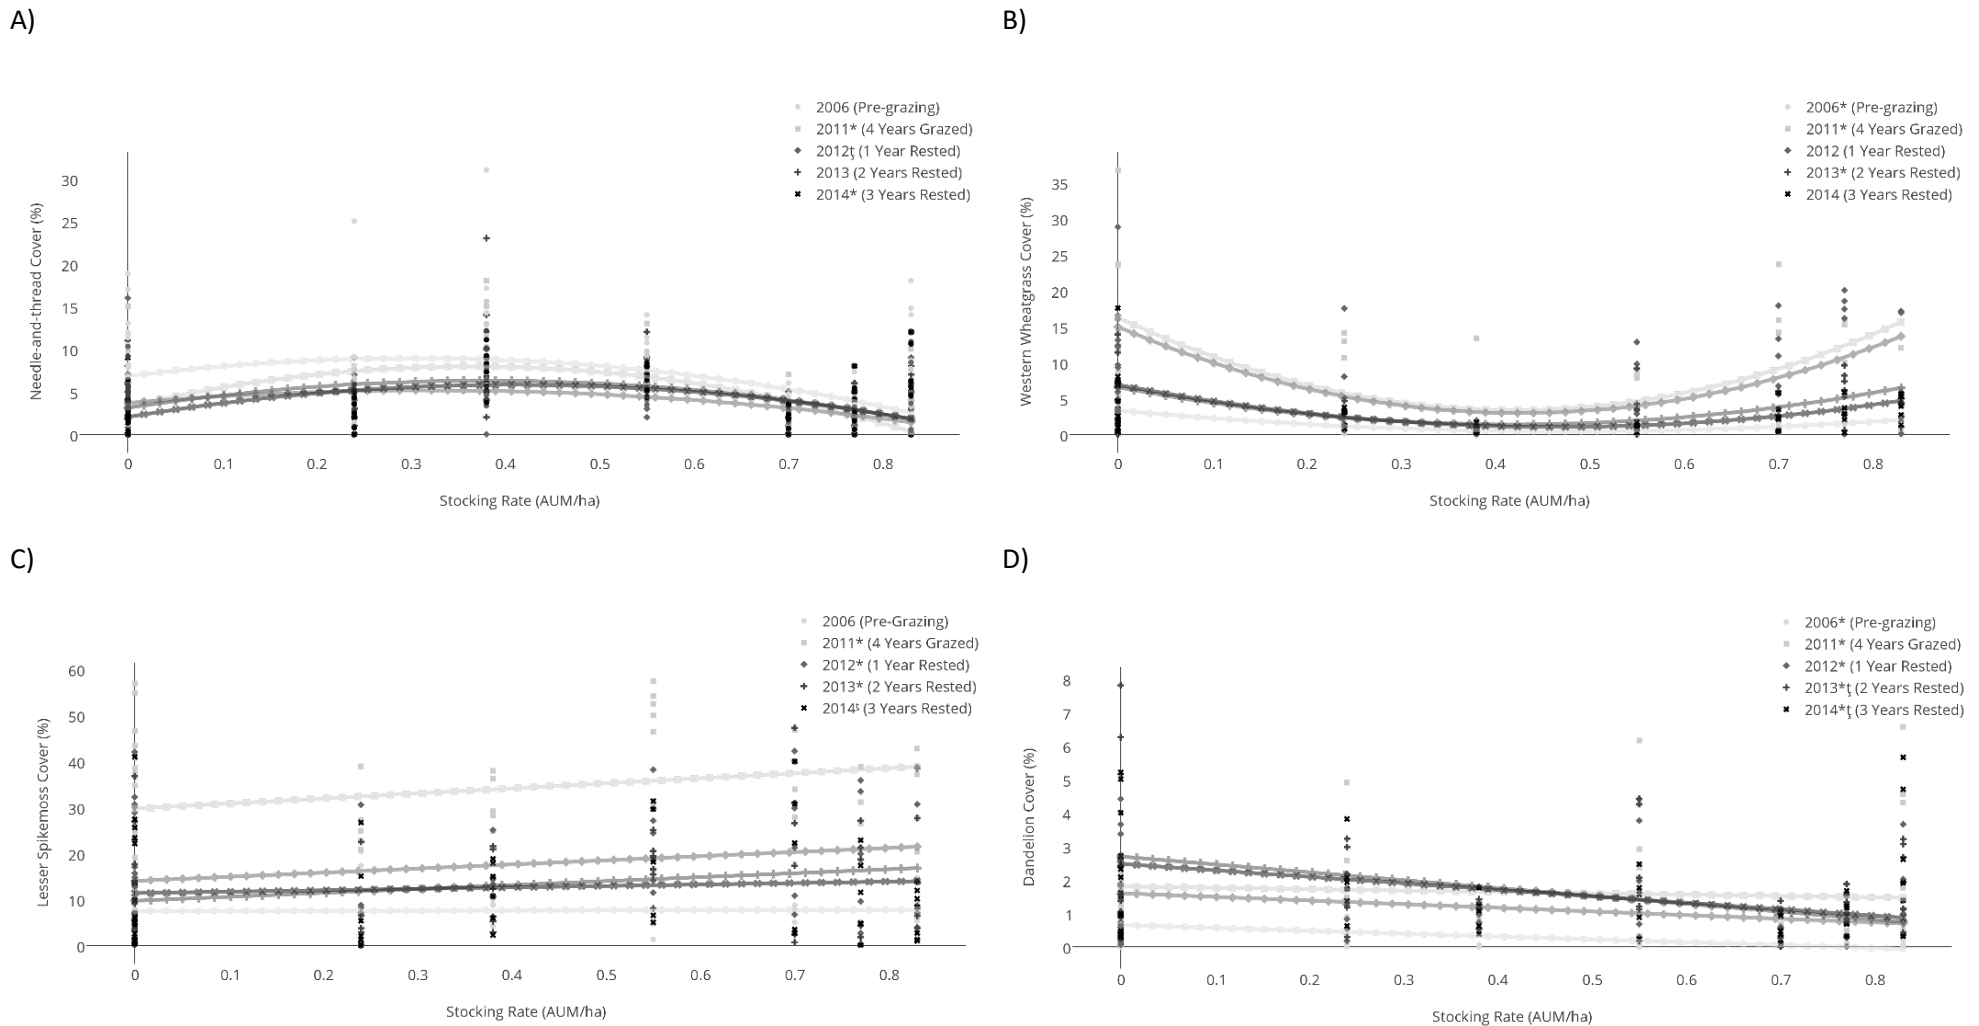 A)
2006 (Pre-grazing)
2011* (4 Years Grazed)
2012ţ (1 Year Rested)
2013 (2 Years Rested)
2014* (3 Years Rested)
Needle-and-thread Cover (%)
30
25
20
15
10
5
0
0 0.1 0.2 0.3 0.4 0.5 0.6 0.7 0.8
Stocking Rate (AUM/ha)
B)
2006* (Pre-grazing)
2011* (4 Years Grazed)
2012 (1 Year Rested)
2013* (2 Years Rested)
2014 (3 Years Rested)
Western Wheatgrass Cover (%)
35
30
25
20
15
10
5
0
0 0.1 0.2 0.3 0.4 0.5 0.6 0.7 0.8
Stocking Rate (AUM/ha)
C)
2006 (Pre-Grazing)
2011* (4 Years Grazed)
2012* (1 Year Rested)
2013* (2 Years Rested)
2014ᵗ (3 Years Rested)
Lesser Spikemoss Cover (%)
60
50
40
30
20
10
0
0 0.1 0.2 0.3 0.4 0.5 0.6 0.7 0.8
Stocking Rate (AUM/ha)
D)
2006* (Pre-grazing)
2011* (4 Years Grazed)
2012* (1 Year Rested)
2013*ţ (2 Years Rested)
2014*ţ (3 Years Rested)
Dandelion Cover (%)
8
7
6
5
4
3
2
1
0
0 0.1 0.2 0.3 0.4 0.5 0.6 0.7 0.8
Stocking Rate (AUM/ha)